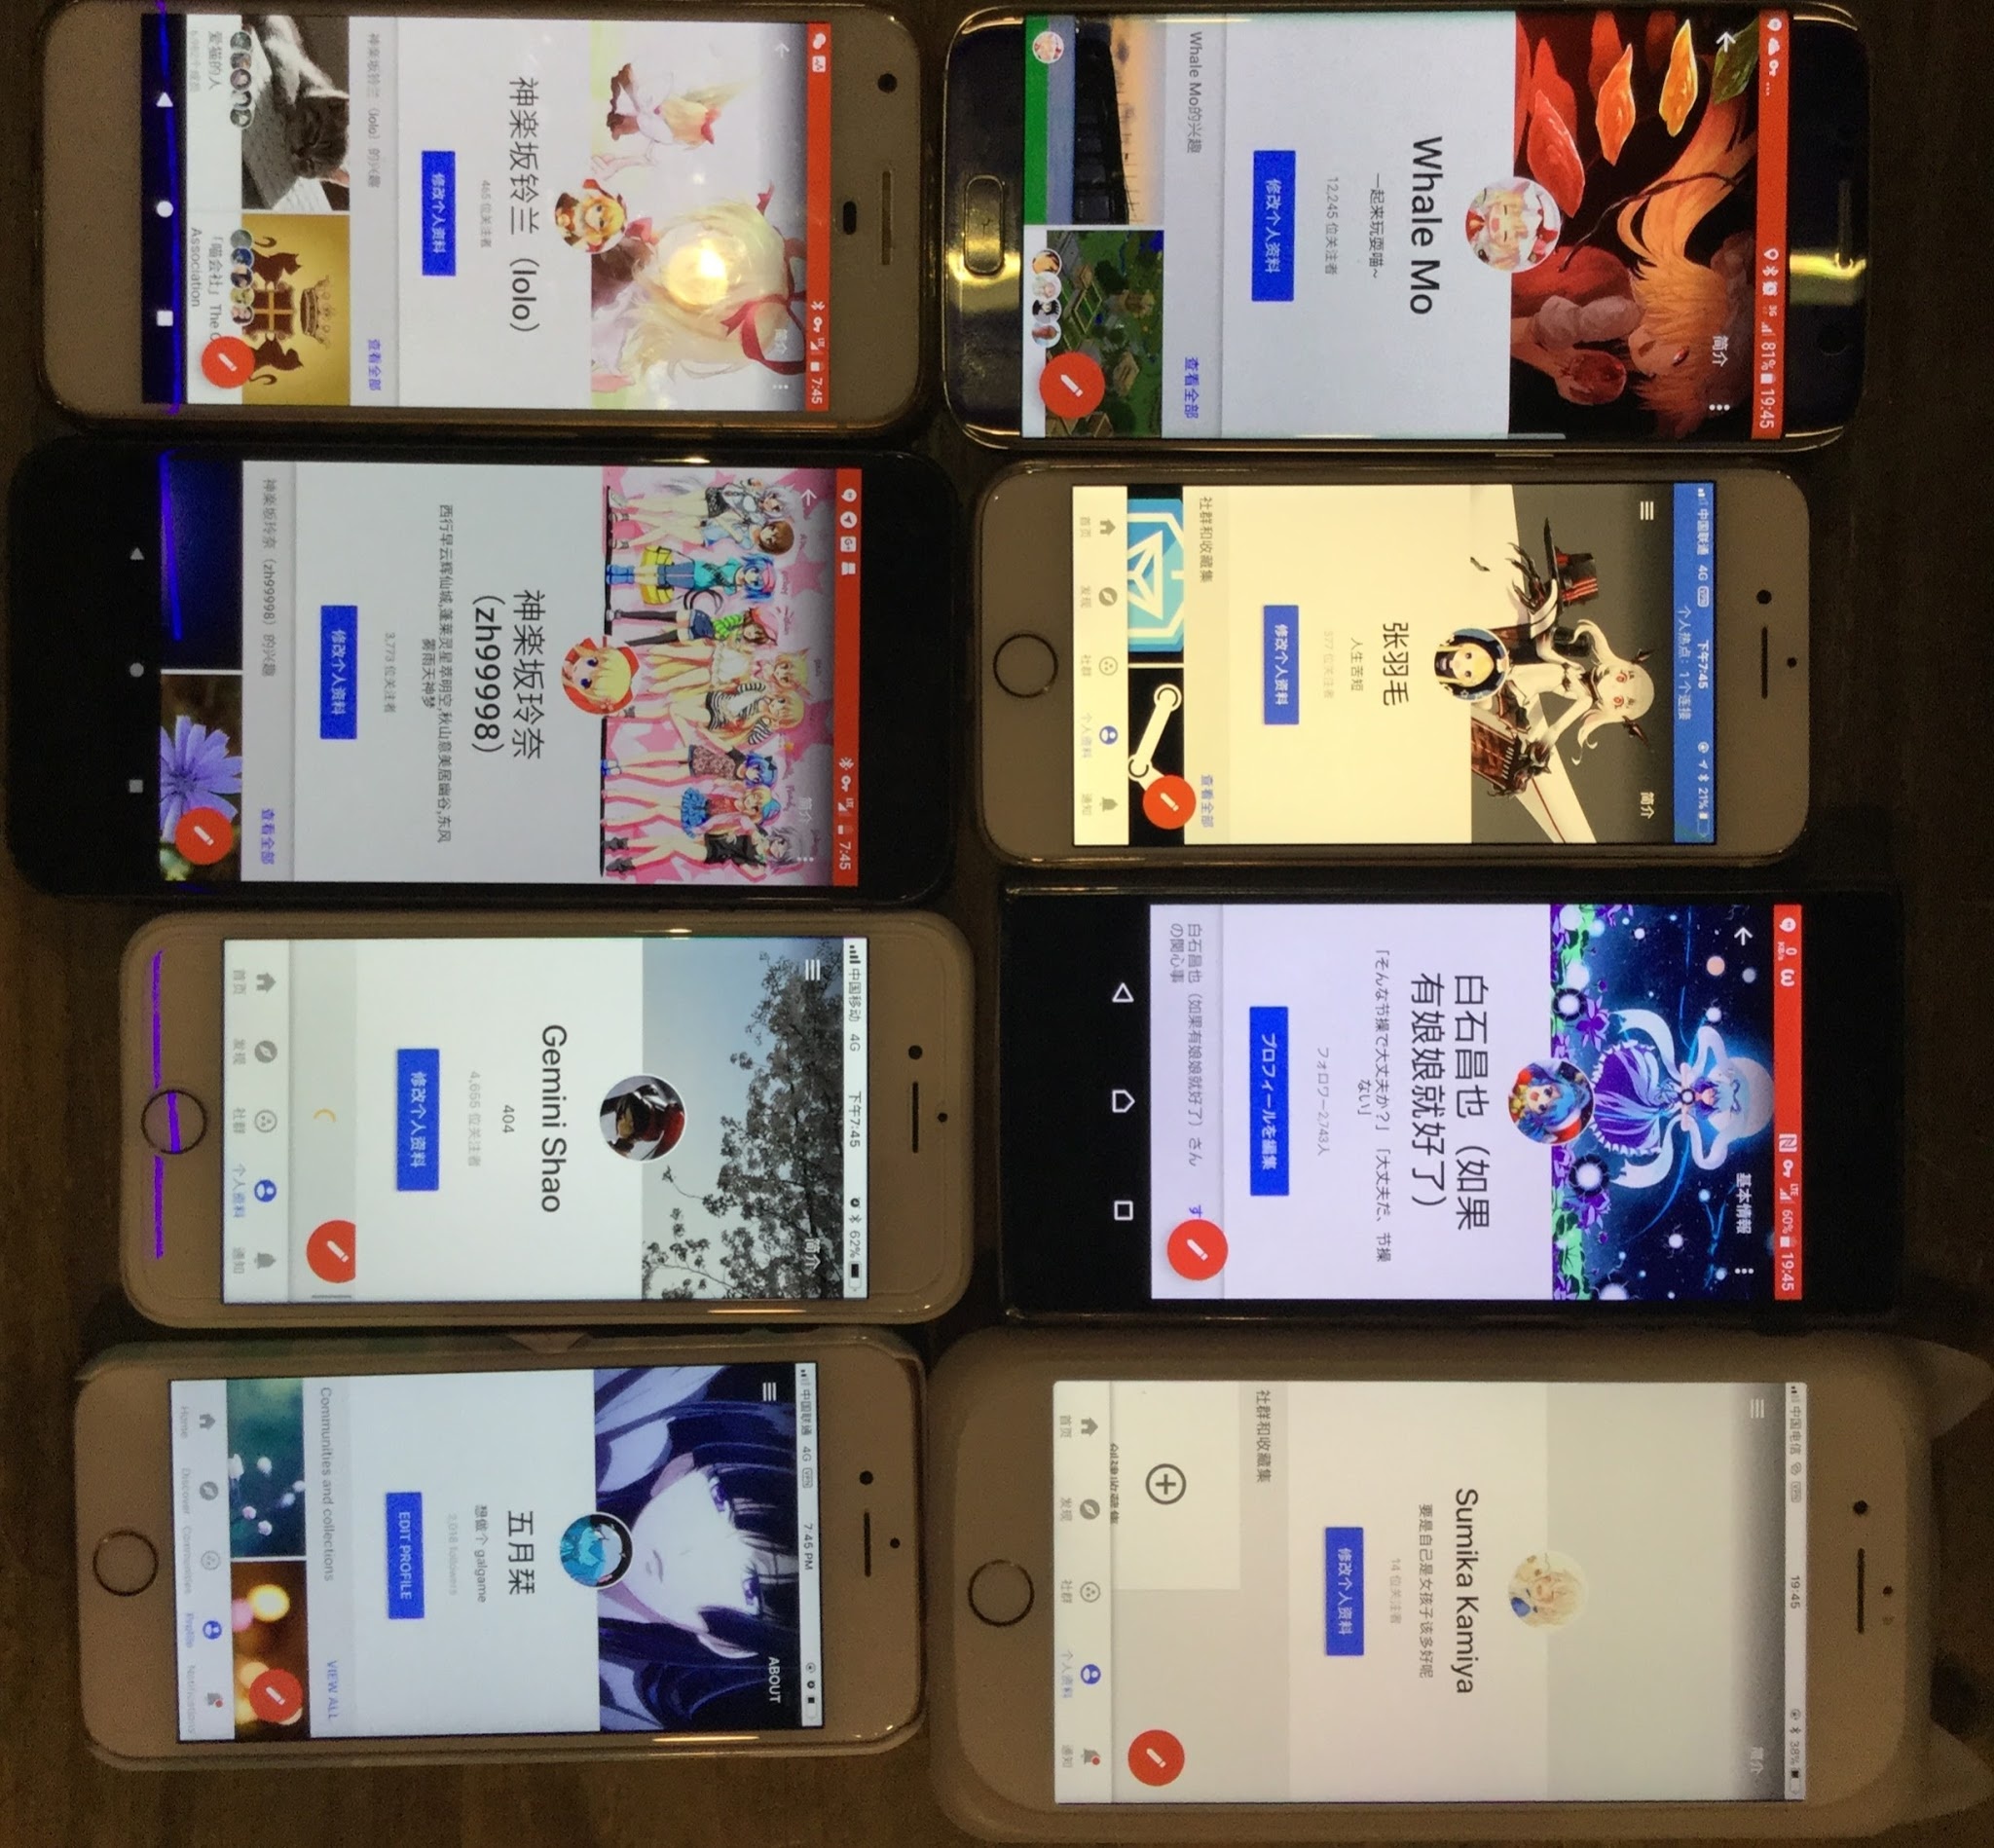 7:45
神楽坂铃兰（lolo）
465 位关注者
修改个人资料
神楽坂铃兰（lolo）的兴趣
查看全部
爱猫的人
「喵会社」The C
Association
81% 19:45
简介
Whale Mo
一起来玩耍喵~
12,245 位关注者
修改个人资料
Whale Mo的兴趣
查看全部
7:45
简介
神楽坂玲奈
（zh99998）
西行早云辉仙城,蓬莱灵星萃明空,秋山意美居幽谷,东风
雾雨天神梦
3,773 位关注者
修改个人资料
神楽坂玲奈（zh99998）的兴趣
查看全部
中国联通 4G VPN 下午7:45 21%
个人热点：1 个连接
简介
张羽毛
人生苦短
377 位关注者
修改个人资料
社群和收藏集
查看全部
首页 发现 社群 个人资料 通知
中国移动 4G 下午7:45 62%
简介
Gemini Shao
404
4,655 位关注者
修改个人资料
首页 发现 社群 个人资料 通知
LTE 60% 19:45
基本情報
白石昌也（如果
有娘娘就好了）
「そんな节操で大丈夫か？」「大丈夫だ、节操
ない」
フォロワー2,743人
プロフィールを編集
白石昌也（如果有娘娘就好了）さん
の関心事
す
中国联通 4G VPN 7:45 PM
ABOUT
五月栞
想做个 galgame
2,018 followers
EDIT PROFILE
Communities and collections
VIEW ALL
Home Discover Communities Profile Notifications
中国电信 VPN 19:45 38%
简介
Sumika Kamiya
要是自己是女孩子该多好呢
14 位关注者
修改个人资料
社群和收藏集
首页 发现 社群 个人资料 通知